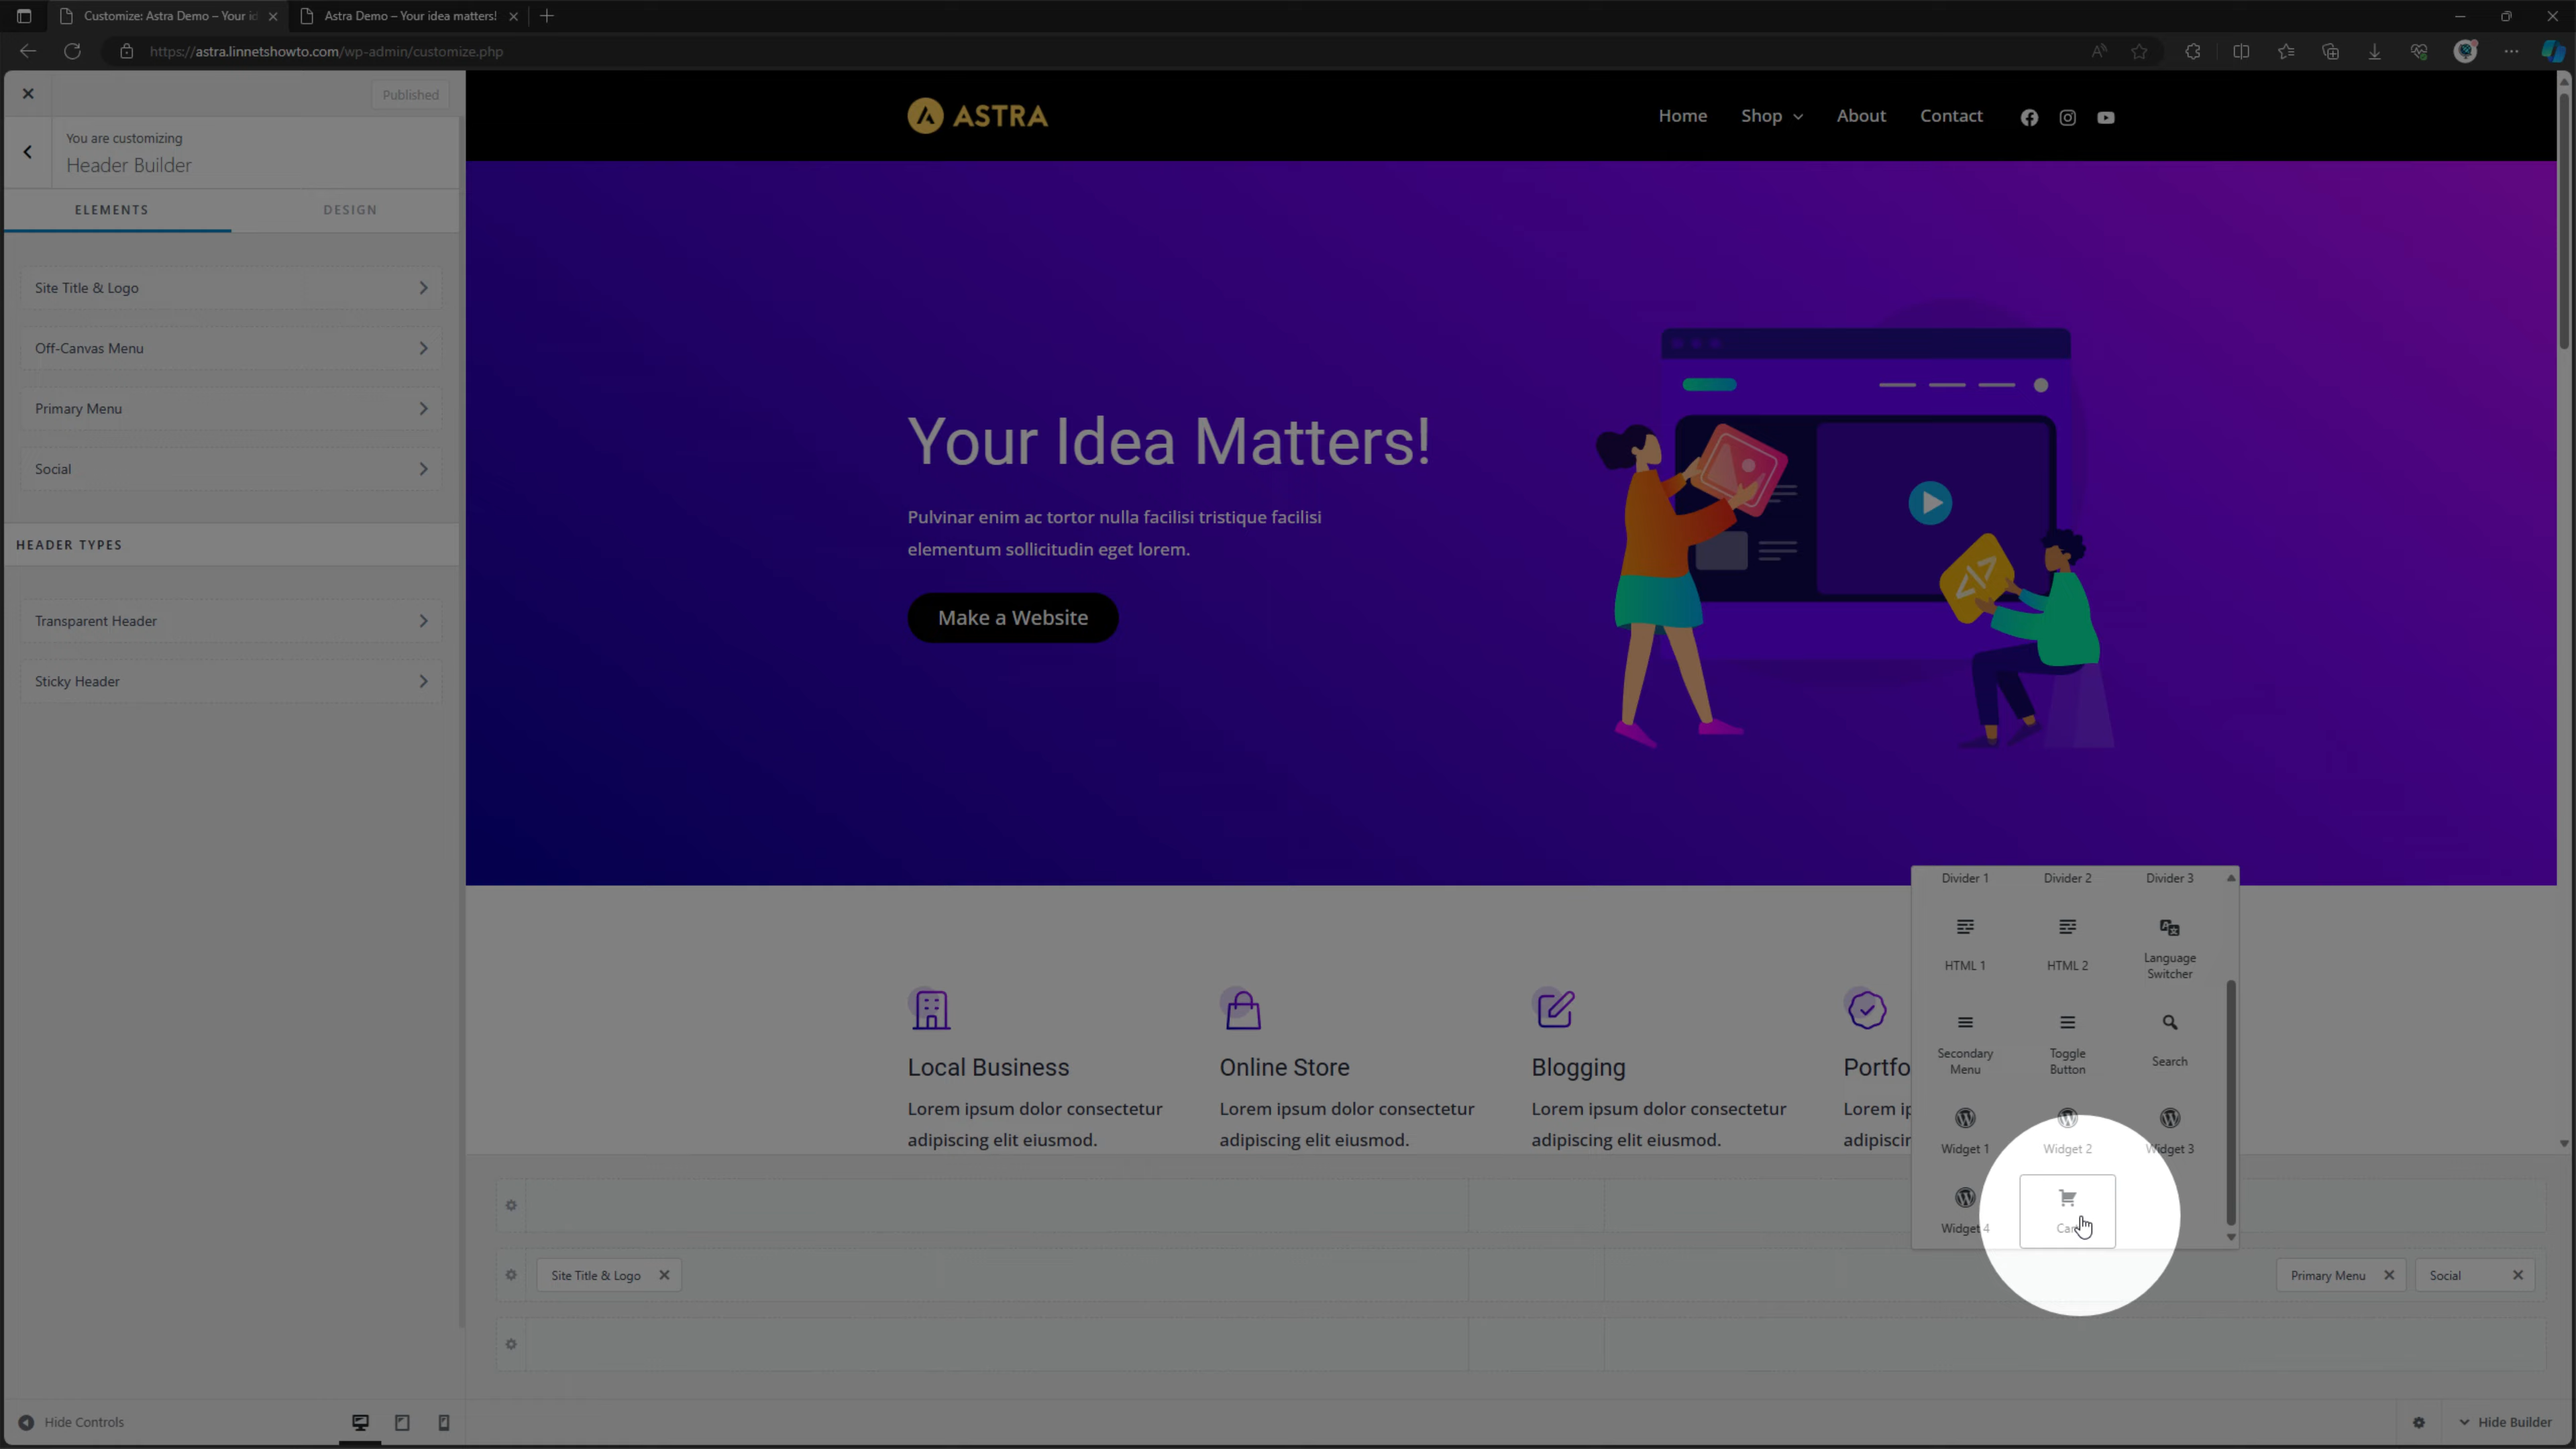 Customize: Astra Demo – Your id
Astra Demo – Your idea matters!
https://astra.linnetshowto.com/wp-admin/customize.php
Published
You are customizing
Header Builder
ELEMENTS
DESIGN
Site Title & Logo
Off-Canvas Menu
Primary Menu
Social
HEADER TYPES
Transparent Header
Sticky Header
Hide Controls
ASTRA
Home
Shop
About
Contact
Your Idea Matters!
Pulvinar enim ac tortor nulla facilisi tristique facilisi
elementum sollicitudin eget lorem.
Make a Website
Local Business
Lorem ipsum dolor consectetur
adipiscing elit eiusmod.
Online Store
Lorem ipsum dolor consectetur
adipiscing elit eiusmod.
Blogging
Lorem ipsum dolor consectetur
adipiscing elit eiusmod.
Portfo
Lorem ip
adipiscir
Divider 1
Divider 2
Divider 3
HTML 1
HTML 2
Language
Switcher
Secondary
Menu
Toggle
Button
Search
Widget 1
Widget 2
Widget 3
Widget 4
Site Title & Logo
Primary Menu
Social
Hide Builder